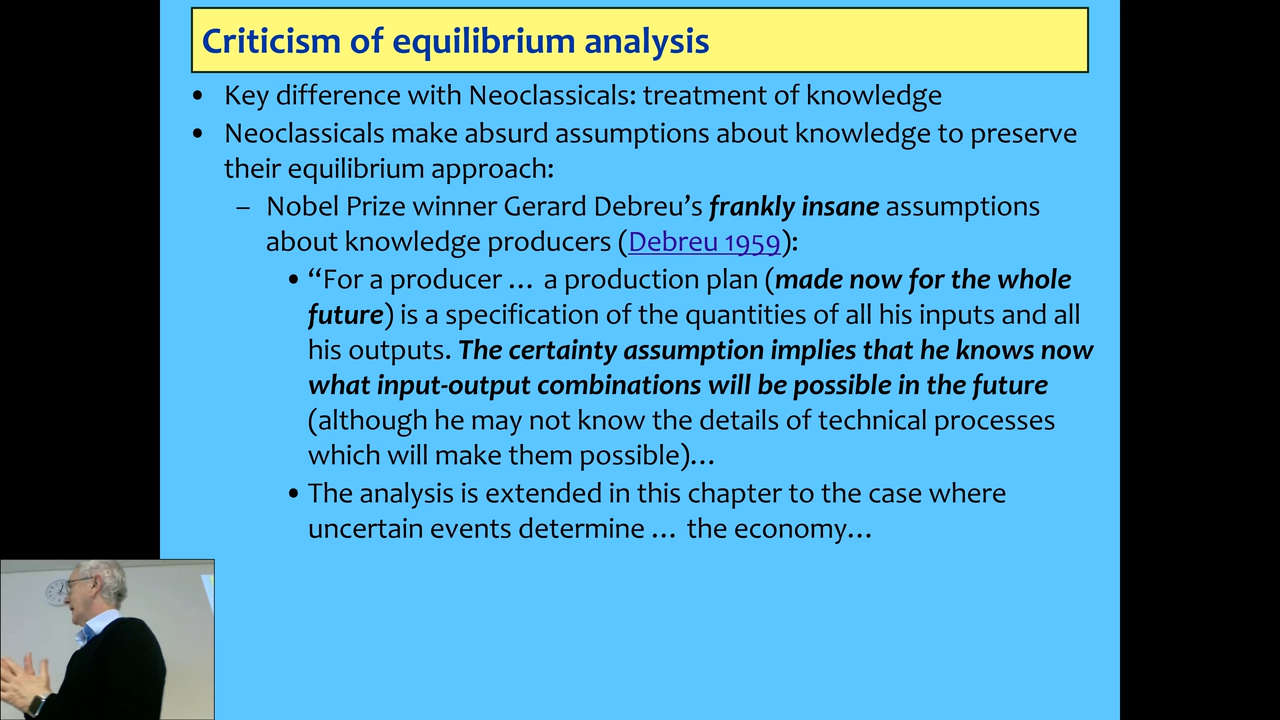 Criticism of equilibrium analysis
• Key difference with Neoclassicals: treatment of knowledge
• Neoclassicals make absurd assumptions about knowledge to preserve
their equilibrium approach:
– Nobel Prize winner Gerard Debreu’s frankly insane assumptions
about knowledge producers (Debreu 1959):
• “For a producer … a production plan (made now for the whole
future) is a specification of the quantities of all his inputs and all
his outputs. The certainty assumption implies that he knows now
what input-output combinations will be possible in the future
(although he may not know the details of technical processes
which will make them possible)…
• The analysis is extended in this chapter to the case where
uncertain events determine … the economy…